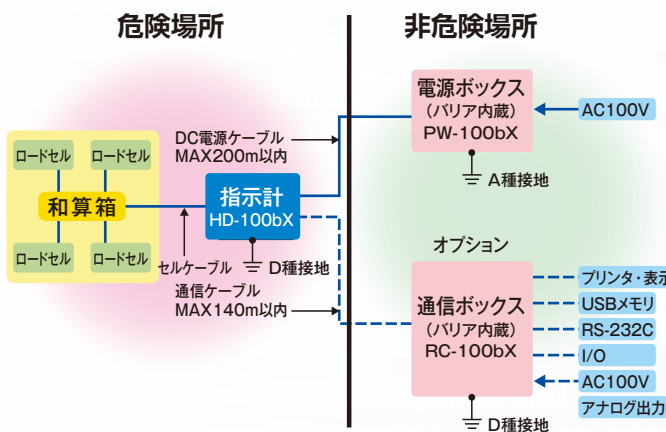 危険場所
非危険場所
電源ボックス
（バリア内蔵）
PW-100bX
AC100V
A種接地
DC電源ケーブル
MAX200m以内
ロードセル
ロードセル
和算箱
ロードセル
ロードセル
指示計
HD-100bX
D種接地
セルケーブル
通信ケーブル
MAX140m以内
オプション
通信ボックス
（バリア内蔵）
RC-100bX
D種接地
プリンタ・表示
USBメモリ
RS-232C
I/O
AC100V
アナログ出力